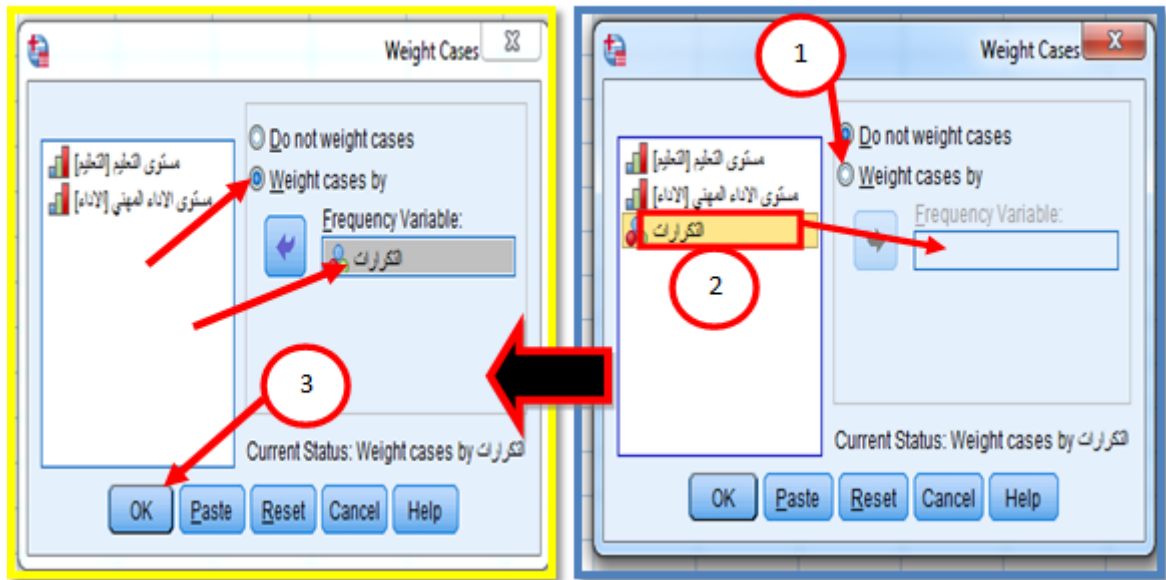 Weight Cases
1
Do not weight cases
مستوى التعليم [التعليم]
Weight cases by
مستوى الاداء المهني [الاداء]
Frequency Variable:
التكرارات
2
Current Status: Weight cases by التكرارات
OK Paste Reset Cancel Help
Weight Cases
Do not weight cases
مستوى التعليم [التعليم]
Weight cases by
مستوى الاداء المهني [الاداء]
Frequency Variable:
التكرارات
3
Current Status: Weight cases by التكرارات
OK Paste Reset Cancel Help